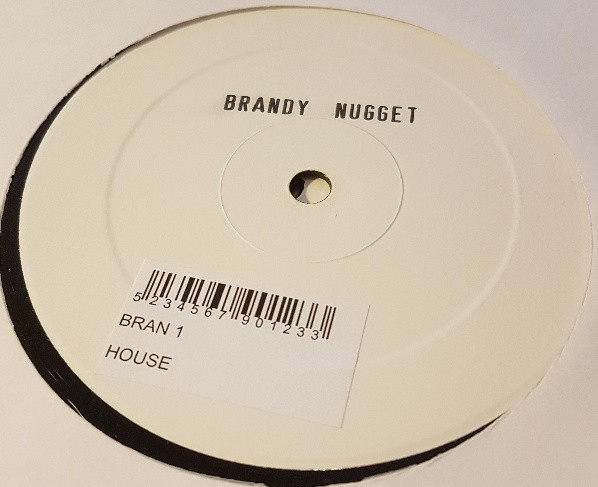 BRANDY NUGGET
5234567901233
BRAN 1
HOUSE